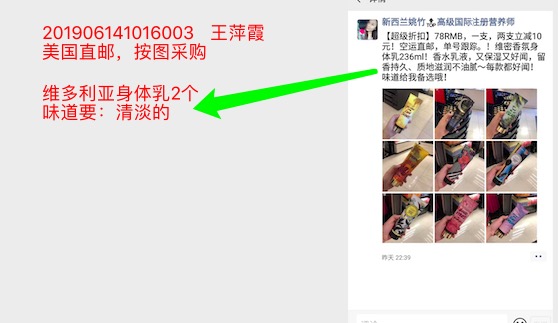 201906141016003 王萍霞
美国直邮，按图采购
维多利亚身体乳2个
味道要：清淡的
详情
新西兰姚竹🔝高级国际注册营养师
【超级折扣】78RMB，一支，两支立减10
元！空运直邮，单号跟踪。！维密香氛身
体乳236ml！香水乳液，又保湿又好闻，留
香持久、质地滋润不油腻～每款都好闻！
味道给我备选哦！
昨天 22:39